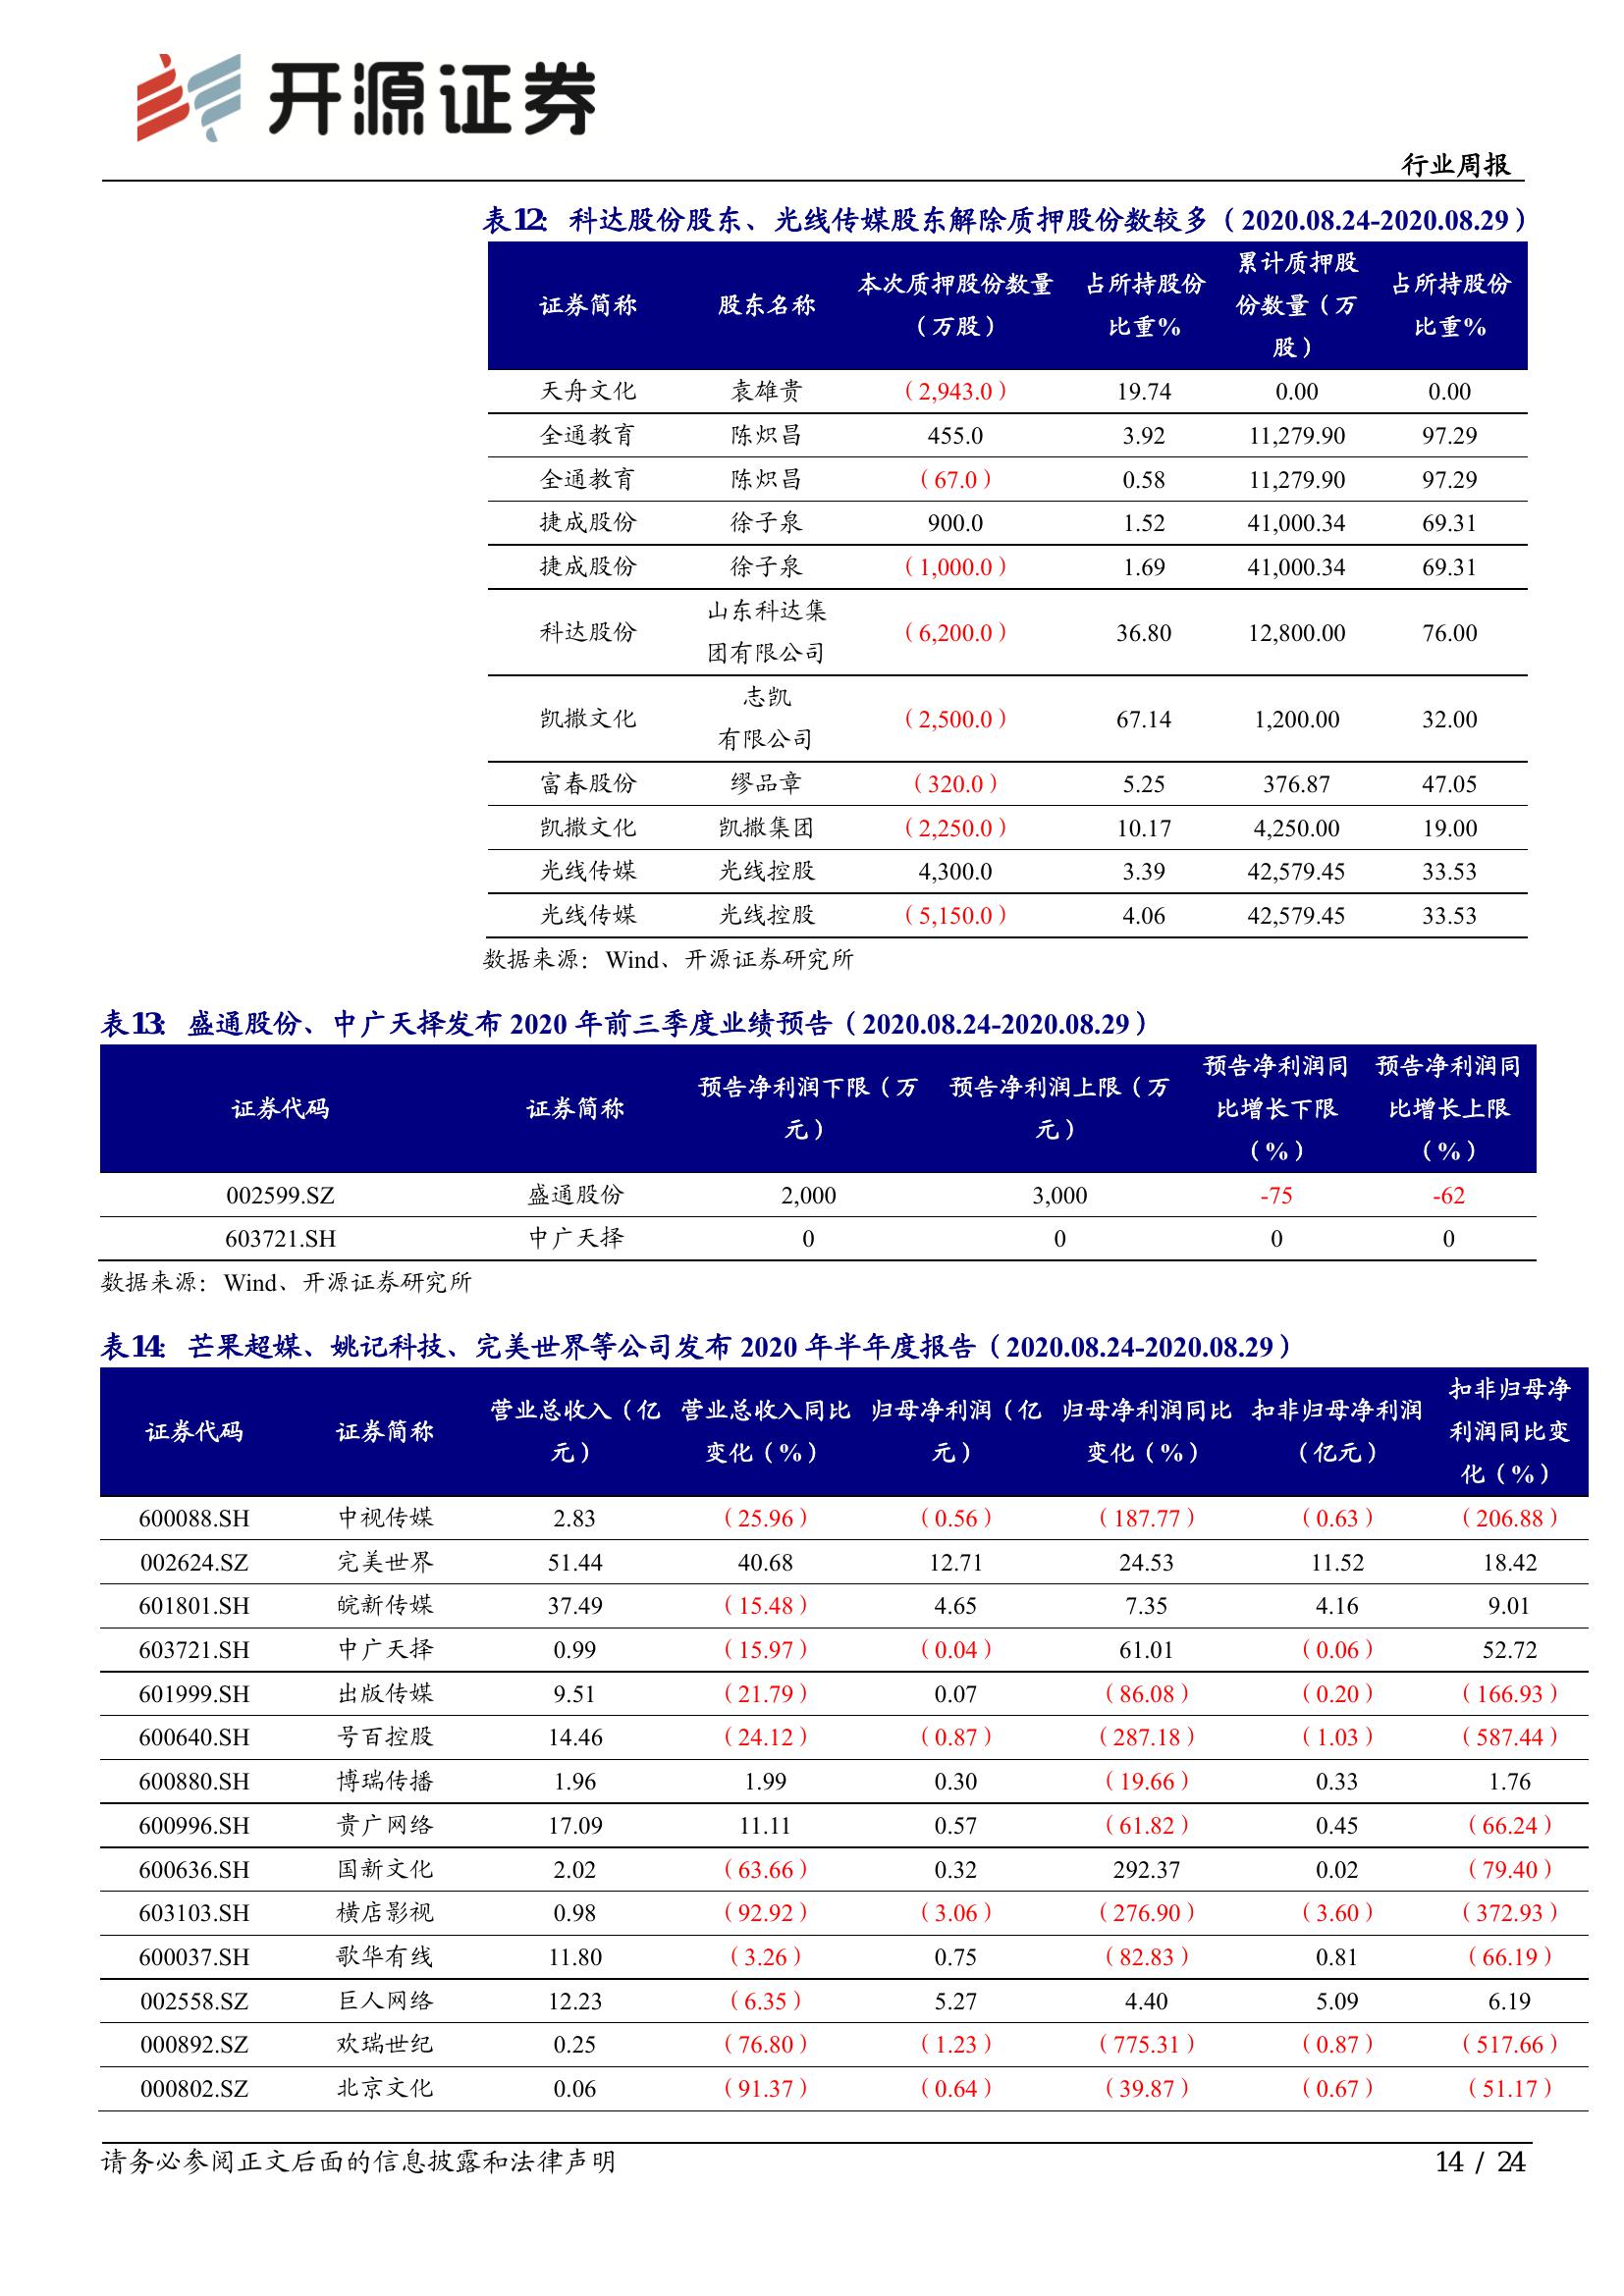 开源证券
行业周报
表12：科达股份股东、光线传媒股东解除质押股份数较多（2020.08.24-2020.08.29）
证券简称 股东名称 本次质押股份数量（万股） 占所持股份比重% 累计质押股份数量（万股） 占所持股份比重%
天舟文化 袁雄贵 （2,943.0） 19.74 0.00 0.00
全通教育 陈炽昌 455.0 3.92 11,279.90 97.29
全通教育 陈炽昌 （67.0） 0.58 11,279.90 97.29
捷成股份 徐子泉 900.0 1.52 41,000.34 69.31
捷成股份 徐子泉 （1,000.0） 1.69 41,000.34 69.31
科达股份 山东科达集团有限公司 （6,200.0） 36.80 12,800.00 76.00
凯撒文化 志凯有限公司 （2,500.0） 67.14 1,200.00 32.00
富春股份 缪品章 （320.0） 5.25 376.87 47.05
凯撒文化 凯撒集团 （2,250.0） 10.17 4,250.00 19.00
光线传媒 光线控股 4,300.0 3.39 42,579.45 33.53
光线传媒 光线控股 （5,150.0） 4.06 42,579.45 33.53
数据来源：Wind、开源证券研究所
表13：盛通股份、中广天择发布 2020 年前三季度业绩预告（2020.08.24-2020.08.29）
证券代码 证券简称 预告净利润下限（万元） 预告净利润上限（万元） 预告净利润同比增长下限（%） 预告净利润同比增长上限（%）
002599.SZ 盛通股份 2,000 3,000 -75 -62
603721.SH 中广天择 0 0 0 0
数据来源：Wind、开源证券研究所
表14：芒果超媒、姚记科技、完美世界等公司发布 2020 年半年度报告（2020.08.24-2020.08.29）
证券代码 证券简称 营业总收入（亿元） 营业总收入同比变化（%） 归母净利润（亿元） 归母净利润同比变化（%） 扣非归母净利润（亿元） 扣非归母净利润同比变化（%）
600088.SH 中视传媒 2.83 （25.96） （0.56） （187.77） （0.63） （206.88）
002624.SZ 完美世界 51.44 40.68 12.71 24.53 11.52 18.42
601801.SH 皖新传媒 37.49 （15.48） 4.65 7.35 4.16 9.01
603721.SH 中广天择 0.99 （15.97） （0.04） 61.01 （0.06） 52.72
601999.SH 出版传媒 9.51 （21.79） 0.07 （86.08） （0.20） （166.93）
600640.SH 号百控股 14.46 （24.12） （0.87） （287.18） （1.03） （587.44）
600880.SH 博瑞传播 1.96 1.99 0.30 （19.66） 0.33 1.76
600996.SH 贵广网络 17.09 11.11 0.57 （61.82） 0.45 （66.24）
600636.SH 国新文化 2.02 （63.66） 0.32 292.37 0.02 （79.40）
603103.SH 横店影视 0.98 （92.92） （3.06） （276.90） （3.60） （372.93）
600037.SH 歌华有线 11.80 （3.26） 0.75 （82.83） 0.81 （66.19）
002558.SZ 巨人网络 12.23 （6.35） 5.27 4.40 5.09 6.19
000892.SZ 欢瑞世纪 0.25 （76.80） （1.23） （775.31） （0.87） （517.66）
000802.SZ 北京文化 0.06 （91.37） （0.64） （39.87） （0.67） （51.17）
请务必参阅正文后面的信息披露和法律声明 14 / 24